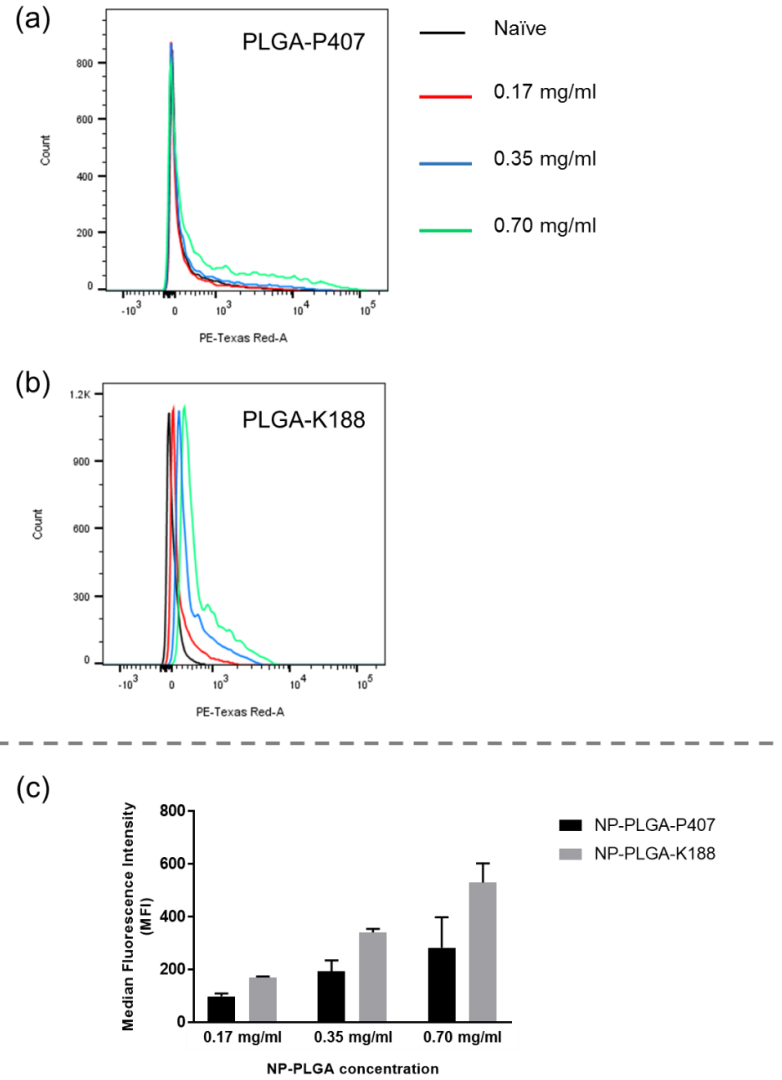 (a)
PLGA-P407
Count
800
600
400
200
0
-10³
0
10³
10⁴
10⁵
PE-Texas Red-A
Naïve
0.17 mg/ml
0.35 mg/ml
0.70 mg/ml
(b)
PLGA-K188
Count
1.2K
900
600
300
0
-10³
0
10³
10⁴
10⁵
PE-Texas Red-A
(c)
Median Fluorescence Intensity
(MFI)
800
600
400
200
0
0.17 mg/ml
0.35 mg/ml
0.70 mg/ml
NP-PLGA concentration
NP-PLGA-P407
NP-PLGA-K188